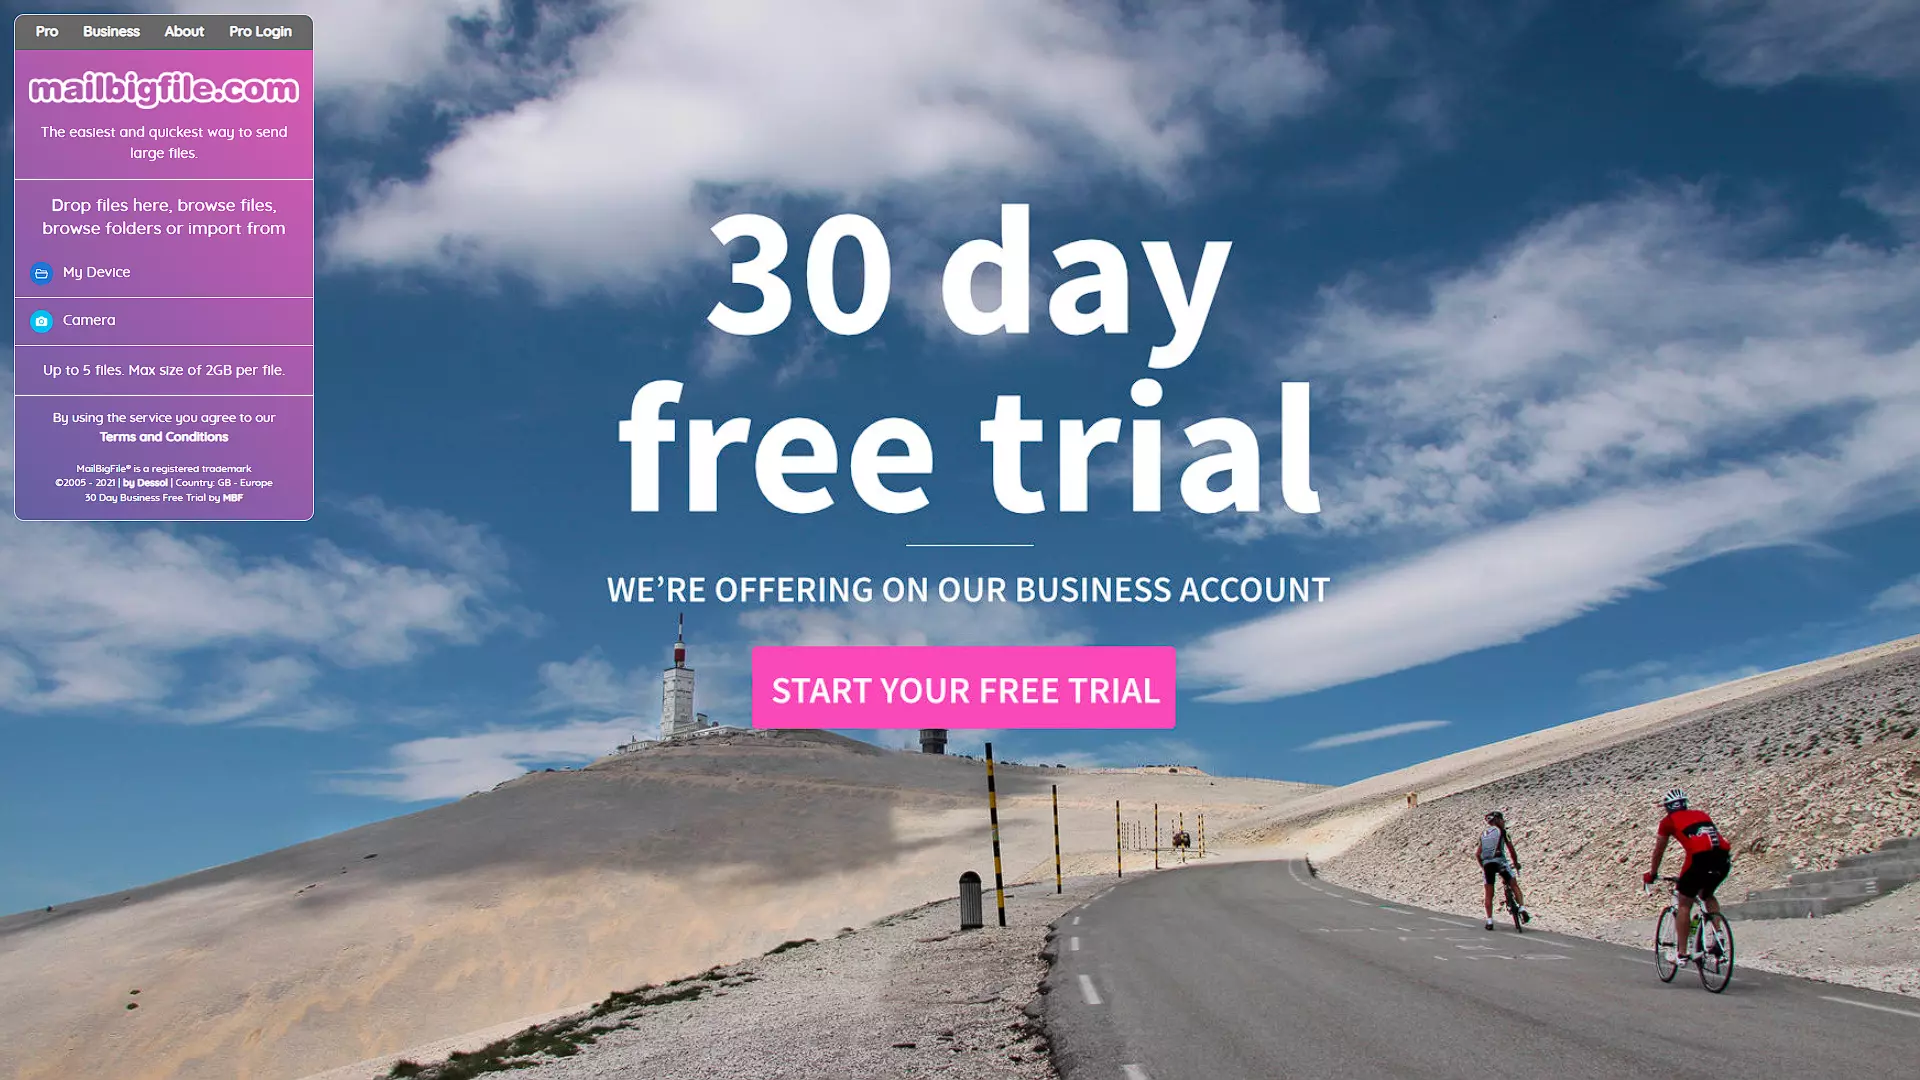 Pro Business About Pro Login
mailbigfile.com
The easiest and quickest way to send
large files.
Drop files here, browse files,
browse folders or import from
My Device
Camera
Up to 5 files. Max size of 2GB per file.
By using the service you agree to our
Terms and Conditions
MailBigFile® is a registered trademark
©2005 - 2021 | by Dessol | Country: GB - Europe
30 Day Business Free Trial by MBF
30 day
free trial
WE’RE OFFERING ON OUR BUSINESS ACCOUNT
START YOUR FREE TRIAL